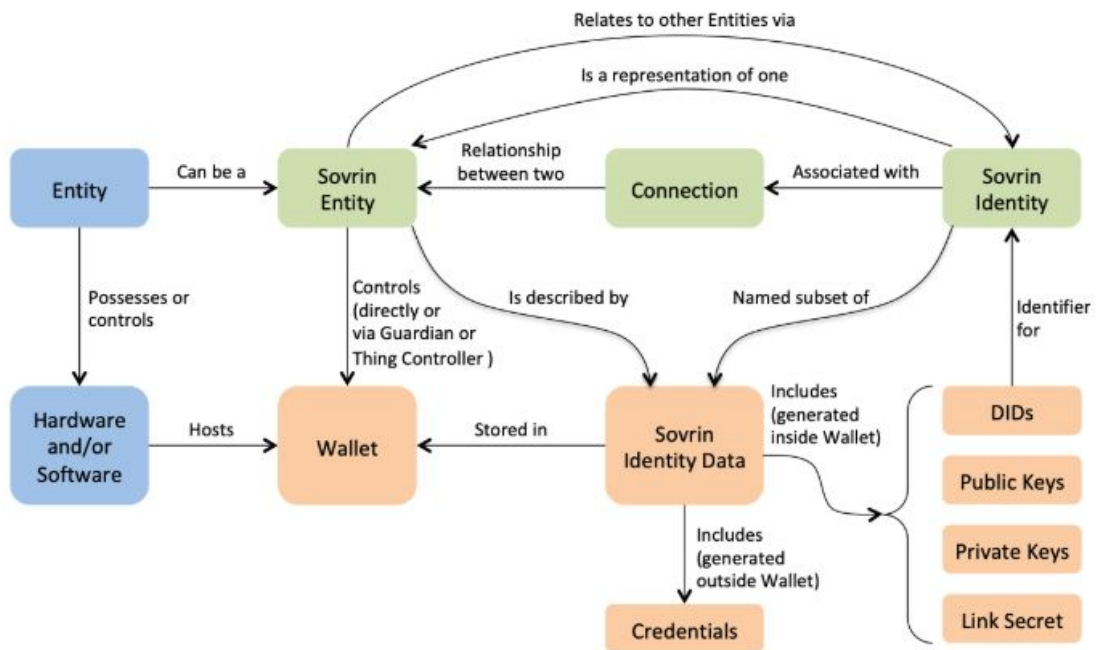 Relates to other Entities via
Is a representation of one
Entity
Can be a
Sovrin
Entity
Relationship
between two
Connection
Associated with
Sovrin
Identity
Possesses or
controls
Controls
(directly or
via Guardian or
Thing Controller )
Is described by
Named subset of
Identifier
for
Hardware
and/or
Software
Hosts
Wallet
Stored in
Sovrin
Identity Data
Includes
(generated
inside Wallet)
DIDs
Public Keys
Private Keys
Link Secret
Includes
(generated
outside Wallet)
Credentials